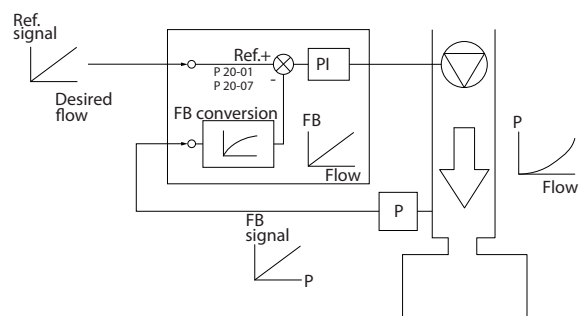 Ref.
signal
Desired
flow
Ref.+
P 20-01
P 20-07
-
PI
FB conversion
FB
Flow
P
FB
signal
P
P
Flow